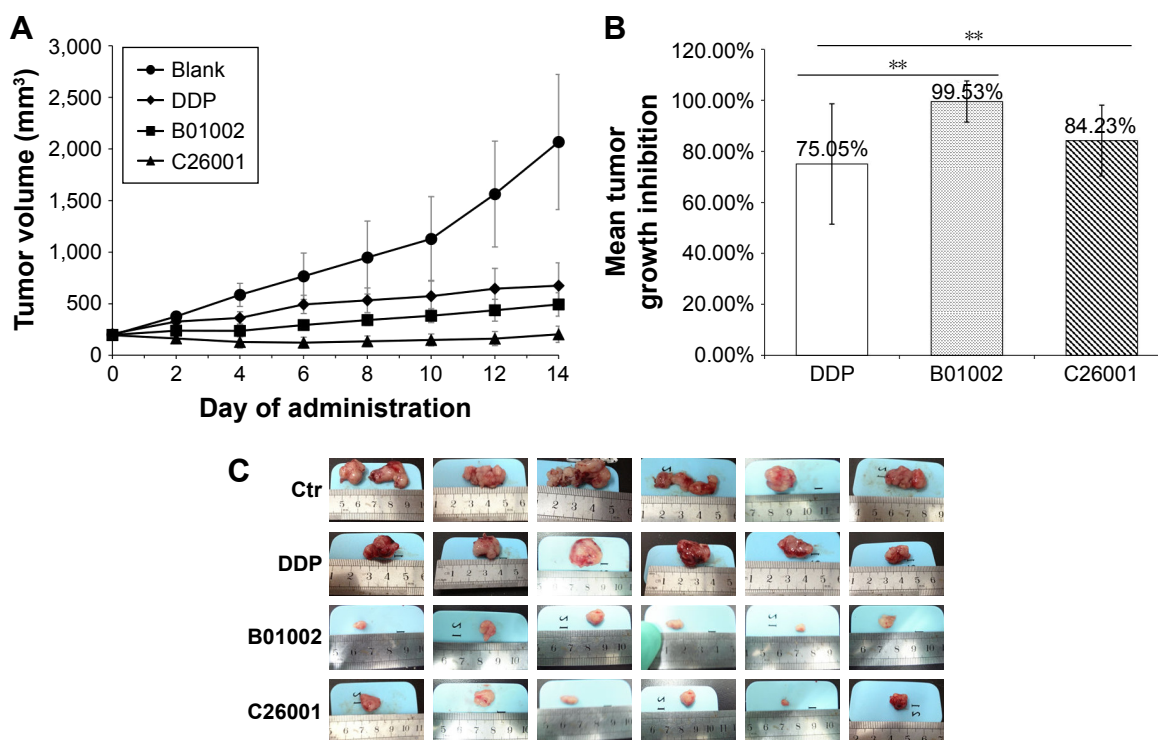 A
Tumor volume (mm³)
3,000
2,500
2,000
1,500
1,000
500
0
Blank
DDP
B01002
C26001
0 2 4 6 8 10 12 14
Day of administration
B
Mean tumor
growth inhibition
120.00%
100.00%
80.00%
60.00%
40.00%
20.00%
0.00%
**
**
75.05%
99.53%
84.23%
DDP B01002 C26001
C
Ctr
DDP
B01002
C26001